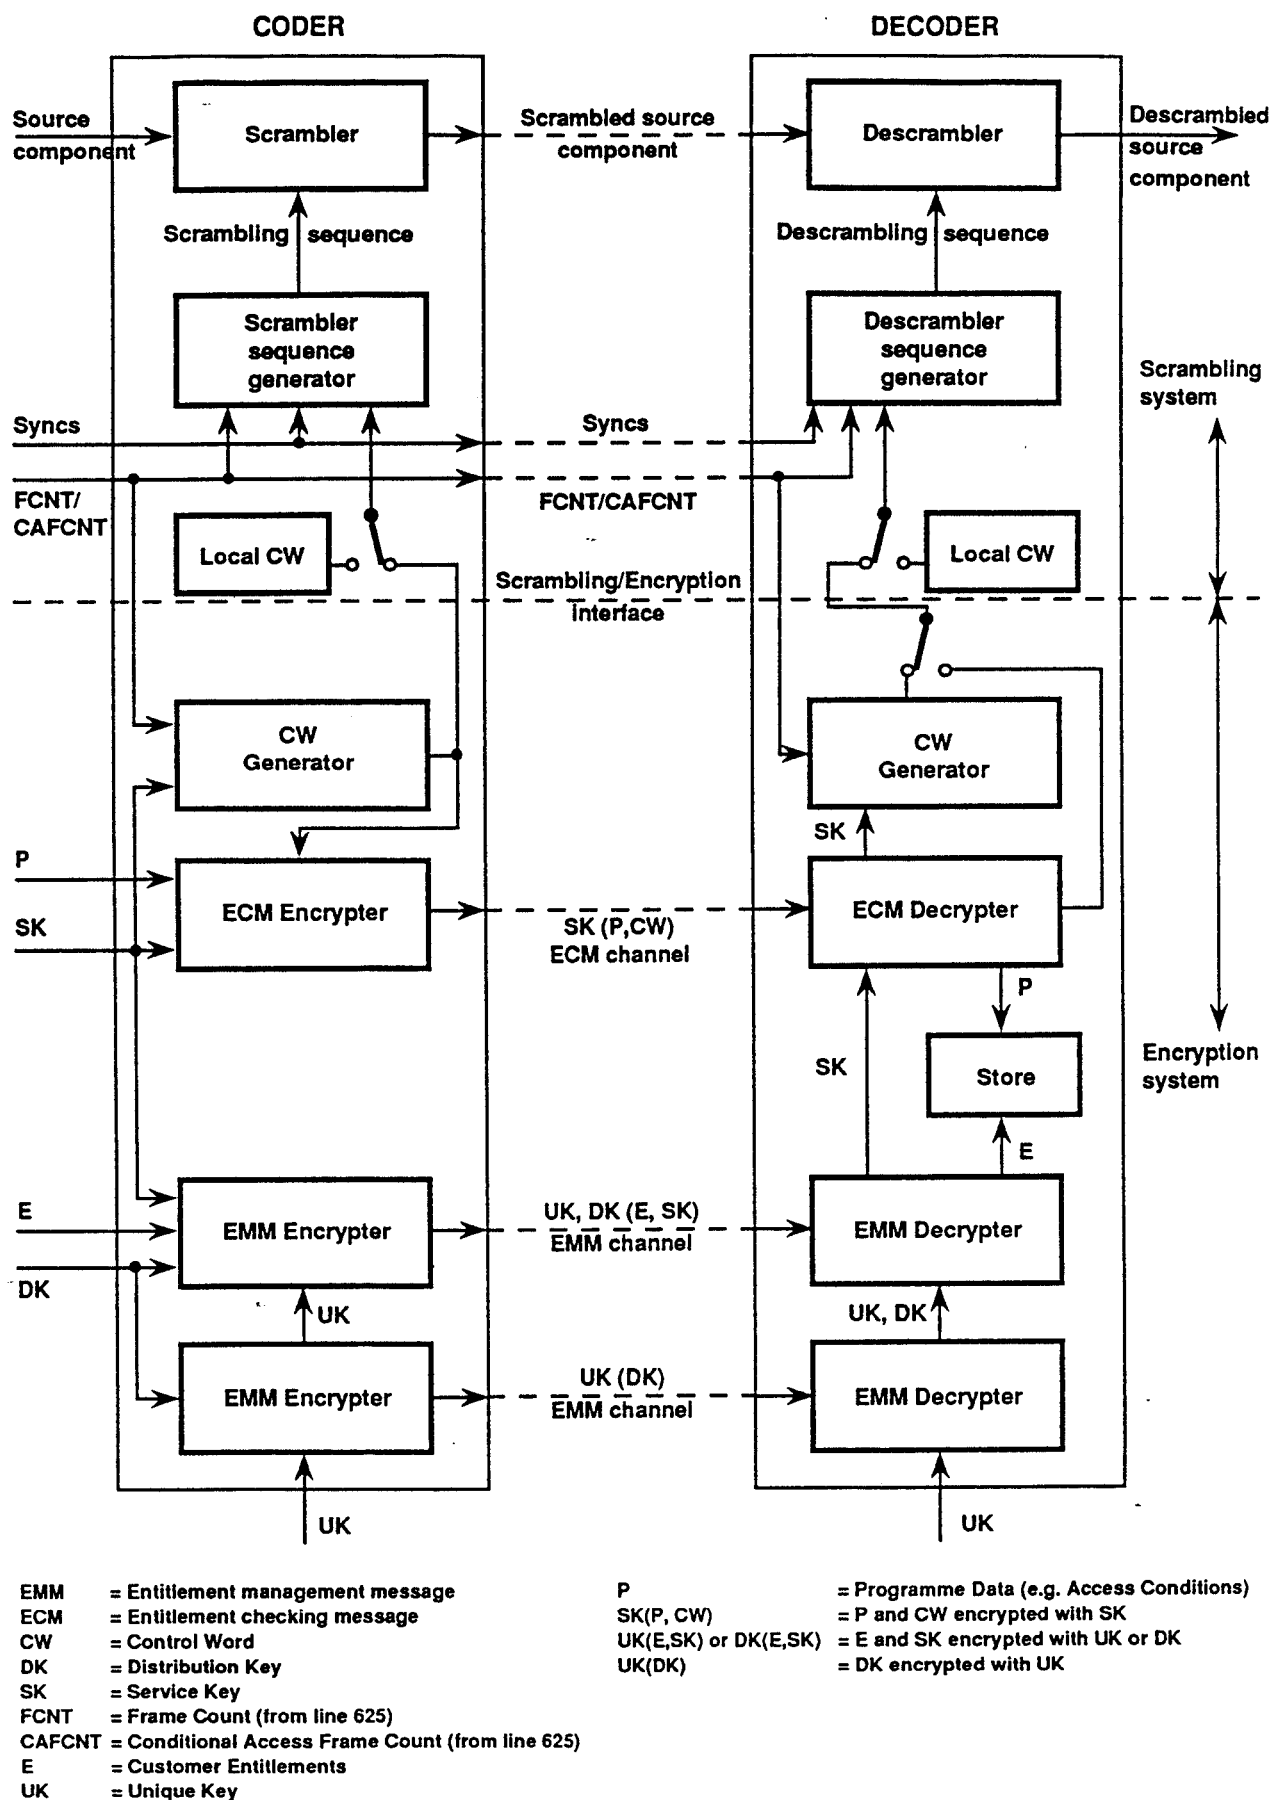 CODER
DECODER
Source
component
Scrambler
Scrambled source
component
Descrambler
Descrambled
source
component
Scrambling sequence
Descrambling sequence
Scrambler
sequence
generator
Descrambler
sequence
generator
Scrambling
system
Syncs
Syncs
FCNT/
CAFCNT
FCNT/CAFCNT
Local CW
Local CW
Scrambling/Encryption
interface
CW
Generator
CW
Generator
SK
P
ECM Encrypter
SK (P,CW)
ECM channel
ECM Decrypter
SK
P
SK
Store
Encryption
system
E
E
EMM Encrypter
UK, DK (E, SK)
EMM channel
EMM Decrypter
DK
UK
UK, DK
EMM Encrypter
UK (DK)
EMM channel
EMM Decrypter
UK
UK
EMM = Entitlement management message
ECM = Entitlement checking message
CW = Control Word
DK = Distribution Key
SK = Service Key
FCNT = Frame Count (from line 625)
CAFCNT = Conditional Access Frame Count (from line 625)
E = Customer Entitlements
UK = Unique Key
P = Programme Data (e.g. Access Conditions)
SK(P, CW) = P and CW encrypted with SK
UK(E,SK) or DK(E,SK) = E and SK encrypted with UK or DK
UK(DK) = DK encrypted with UK